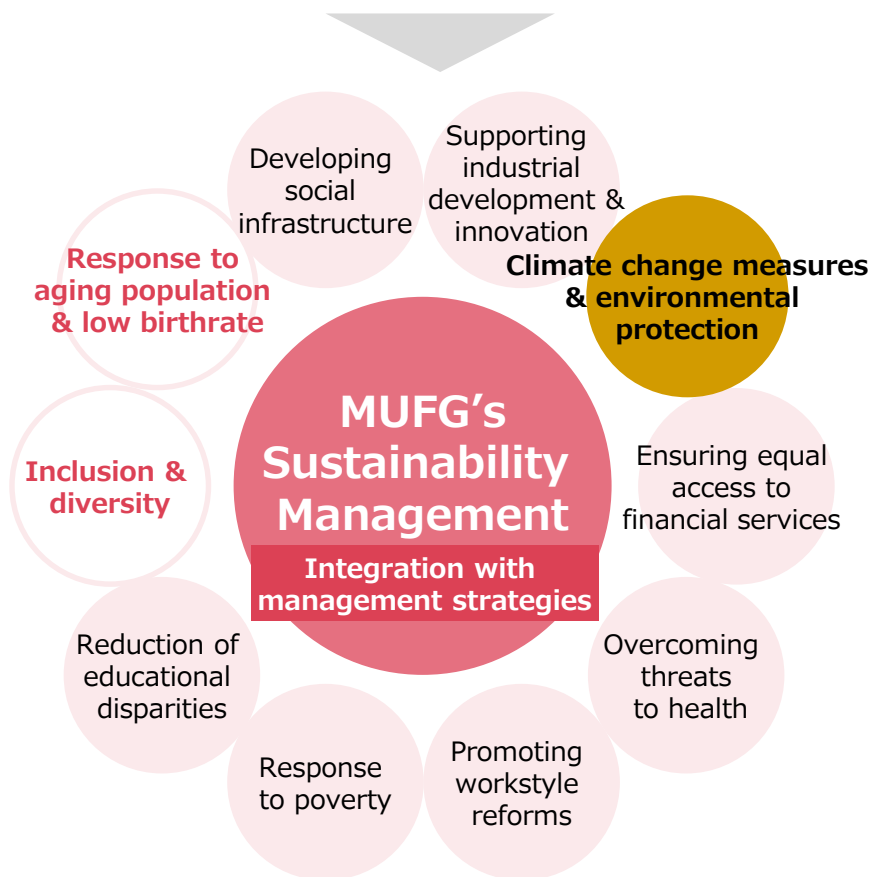 Developing
social
infrastructure
Supporting
industrial
development &
innovation
Climate change measures
& environmental
protection
Ensuring equal
access to
financial services
Overcoming
threats
to health
Promoting
workstyle
reforms
Response
to poverty
Reduction of
educational
disparities
Inclusion &
diversity
Response to
aging population
& low birthrate
MUFG’s
Sustainability
Management
Integration with
management strategies